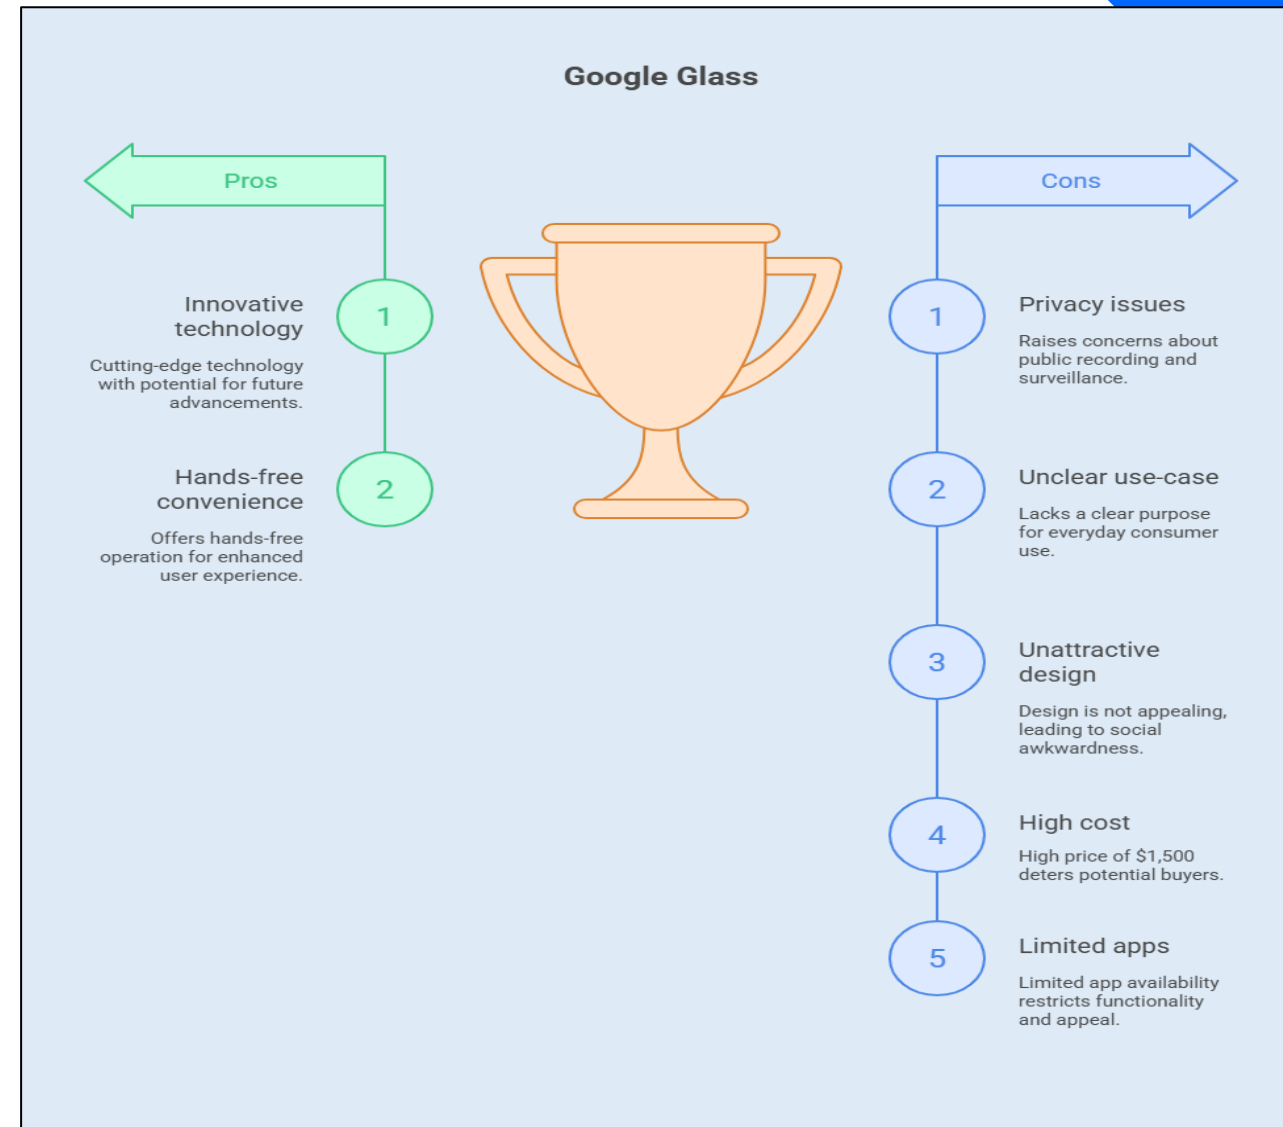 Google Glass
Pros
1
Innovative
technology
Cutting-edge technology
with potential for future
advancements.
2
Hands-free
convenience
Offers hands-free
operation for enhanced
user experience.
Cons
1
Privacy issues
Raises concerns about
public recording and
surveillance.
2
Unclear use-case
Lacks a clear purpose
for everyday consumer
use.
3
Unattractive
design
Design is not appealing,
leading to social
awkwardness.
4
High cost
High price of $1,500
deters potential buyers.
5
Limited apps
Limited app availability
restricts functionality
and appeal.